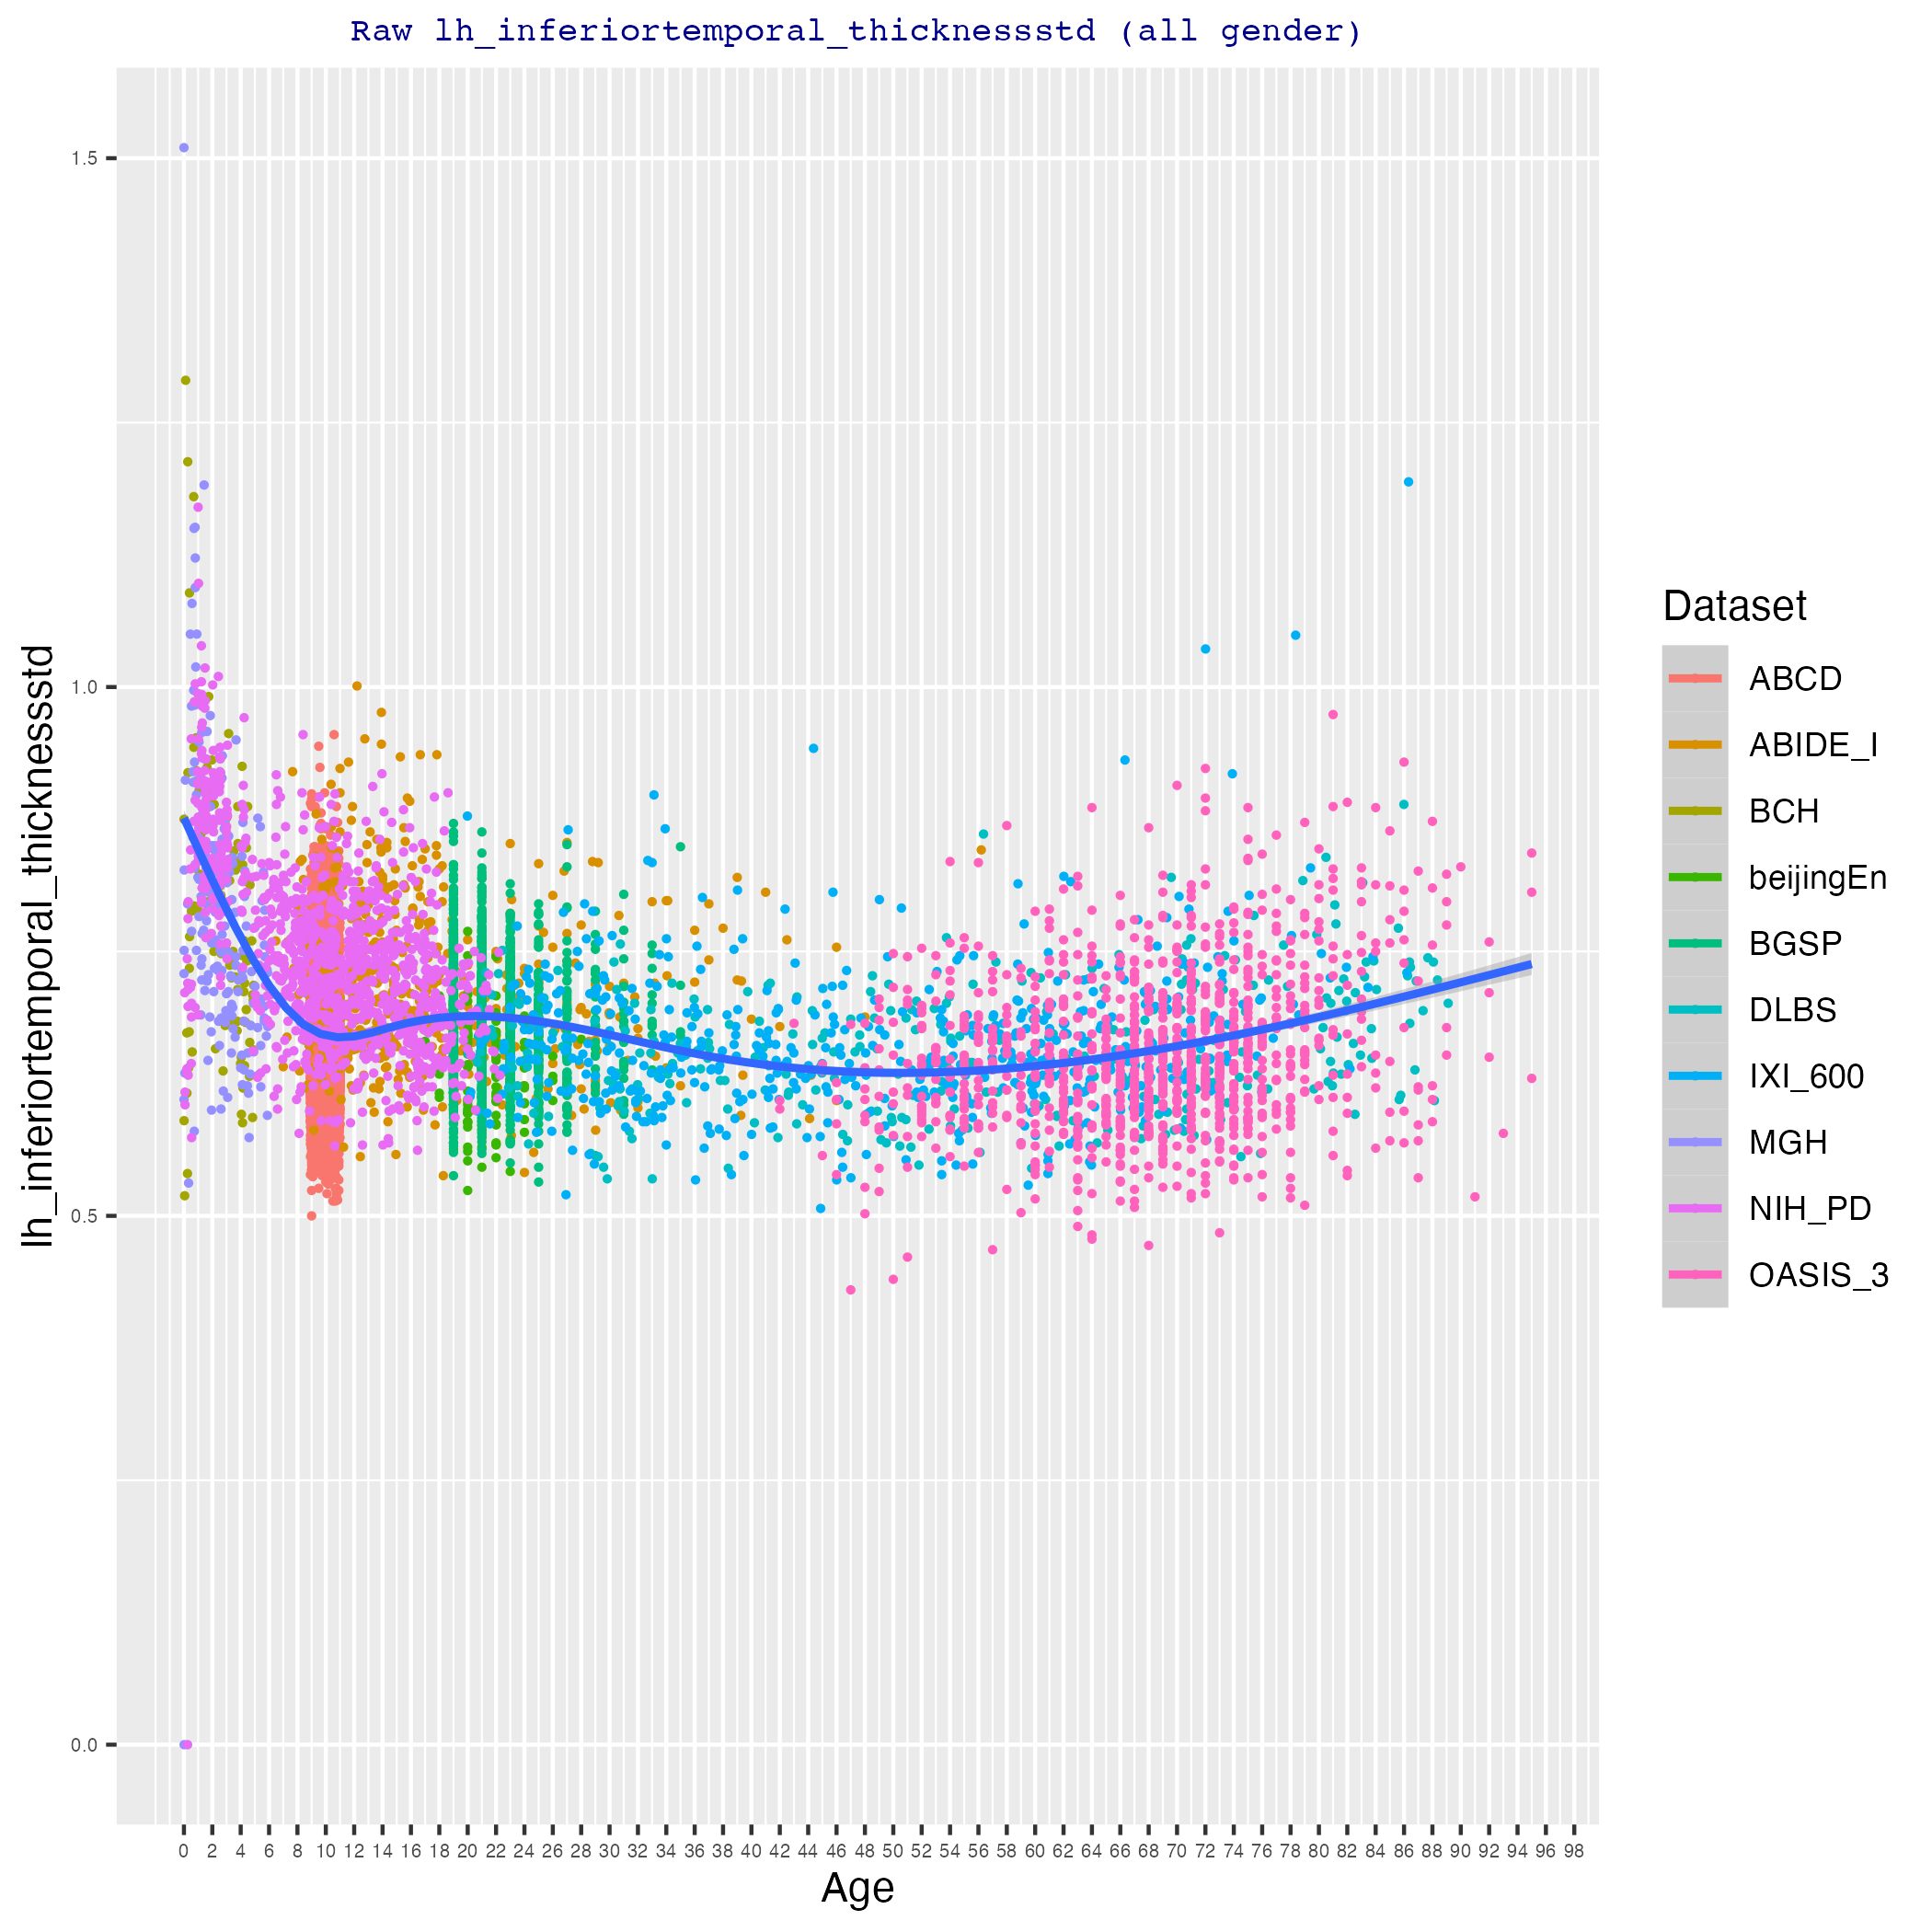 Raw lh_inferiortemporal_thicknessstd (all gender)
lh_inferiortemporal_thicknessstd
1.5
1.0
0.5
0.0
0 2 4 6 8 10 12 14 16 18 20 22 24 26 28 30 32 34 36 38 40 42 44 46 48 50 52 54 56 58 60 62 64 66 68 70 72 74 76 78 80 82 84 86 88 90 92 94 96 98
Age
Dataset
ABCD
ABIDE_I
BCH
beijingEn
BGSP
DLBS
IXI_600
MGH
NIH_PD
OASIS_3